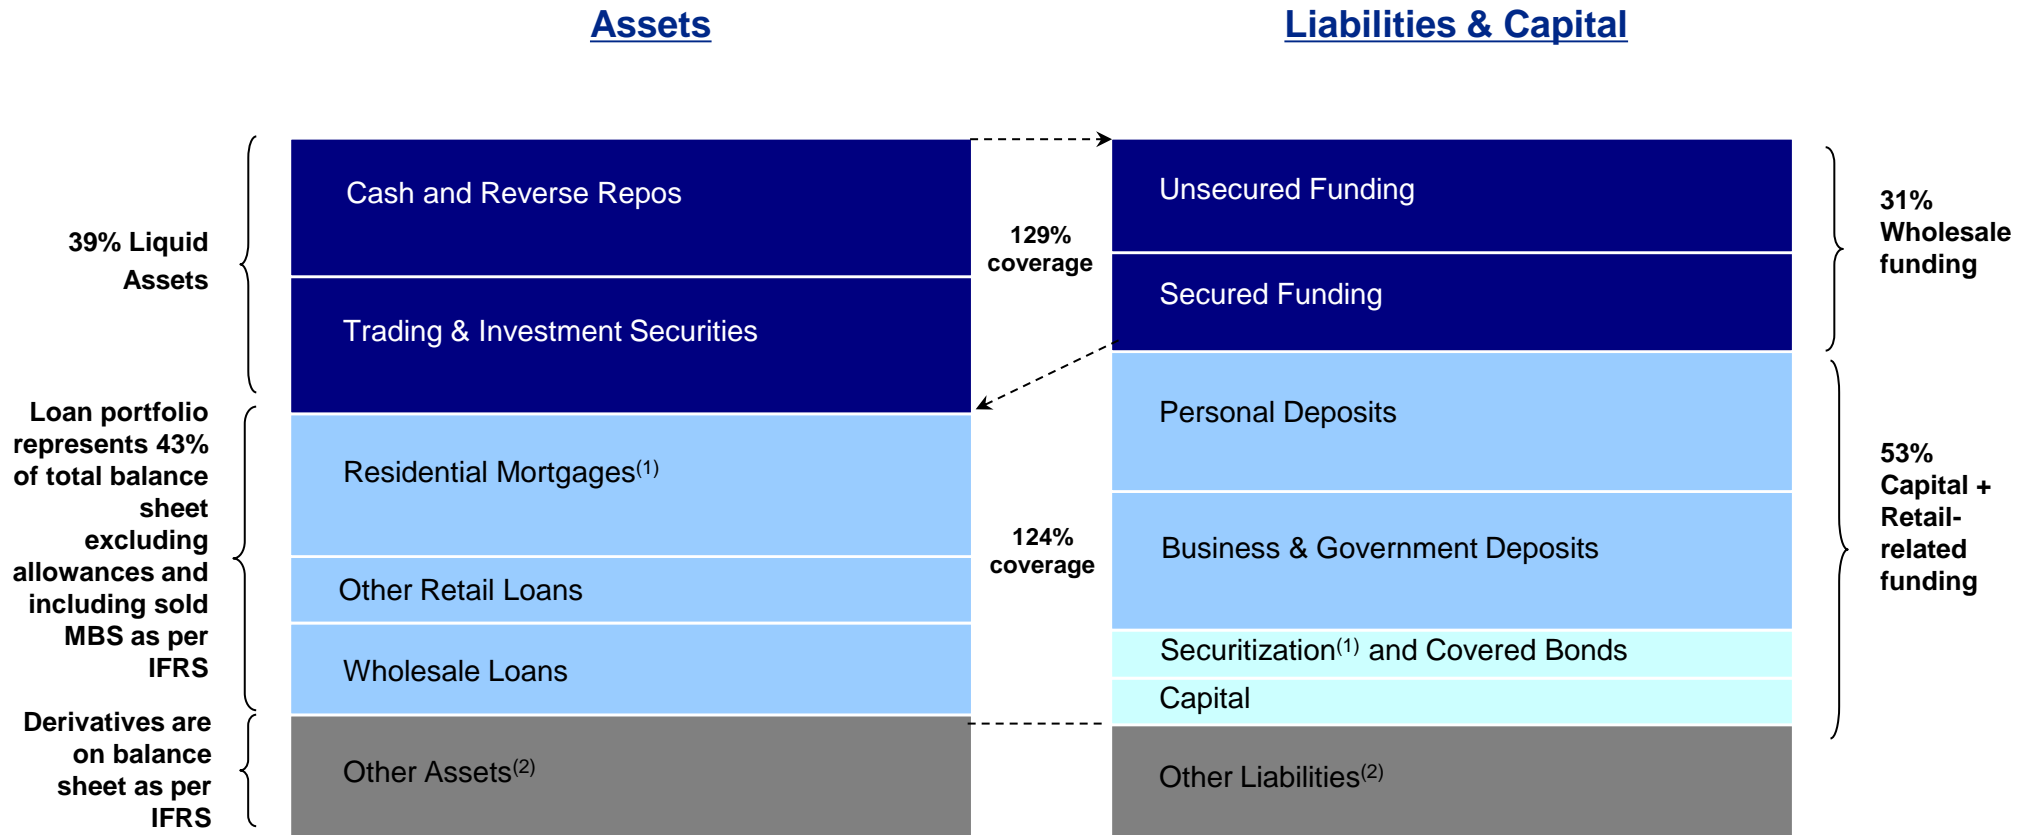 Assets
Liabilities & Capital
39% Liquid
Assets
Cash and Reverse Repos
Trading & Investment Securities
129%
coverage
Unsecured Funding
Secured Funding
31%
Wholesale
funding
Loan portfolio
represents 43%
of total balance
sheet
excluding
allowances and
including sold
MBS as per
IFRS
Residential Mortgages(1)
Other Retail Loans
Wholesale Loans
124%
coverage
Personal Deposits
Business & Government Deposits
Securitization(1) and Covered Bonds
Capital
53%
Capital +
Retail-
related
funding
Derivatives are
on balance
sheet as per
IFRS
Other Assets(2)
Other Liabilities(2)